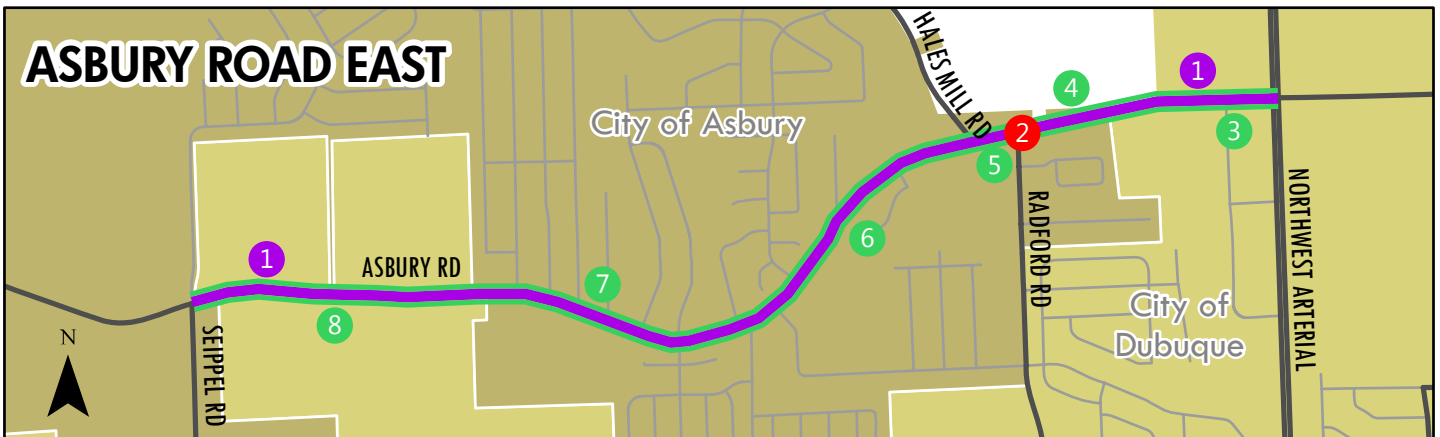 ASBURY ROAD EAST
HALES MILL RD
1
4
City of Asbury
2
3
5
NORTHWEST ARTERIAL
RADFORD RD
6
1
ASBURY RD
7
8
City of
Dubuque
SEIPPEL RD
N